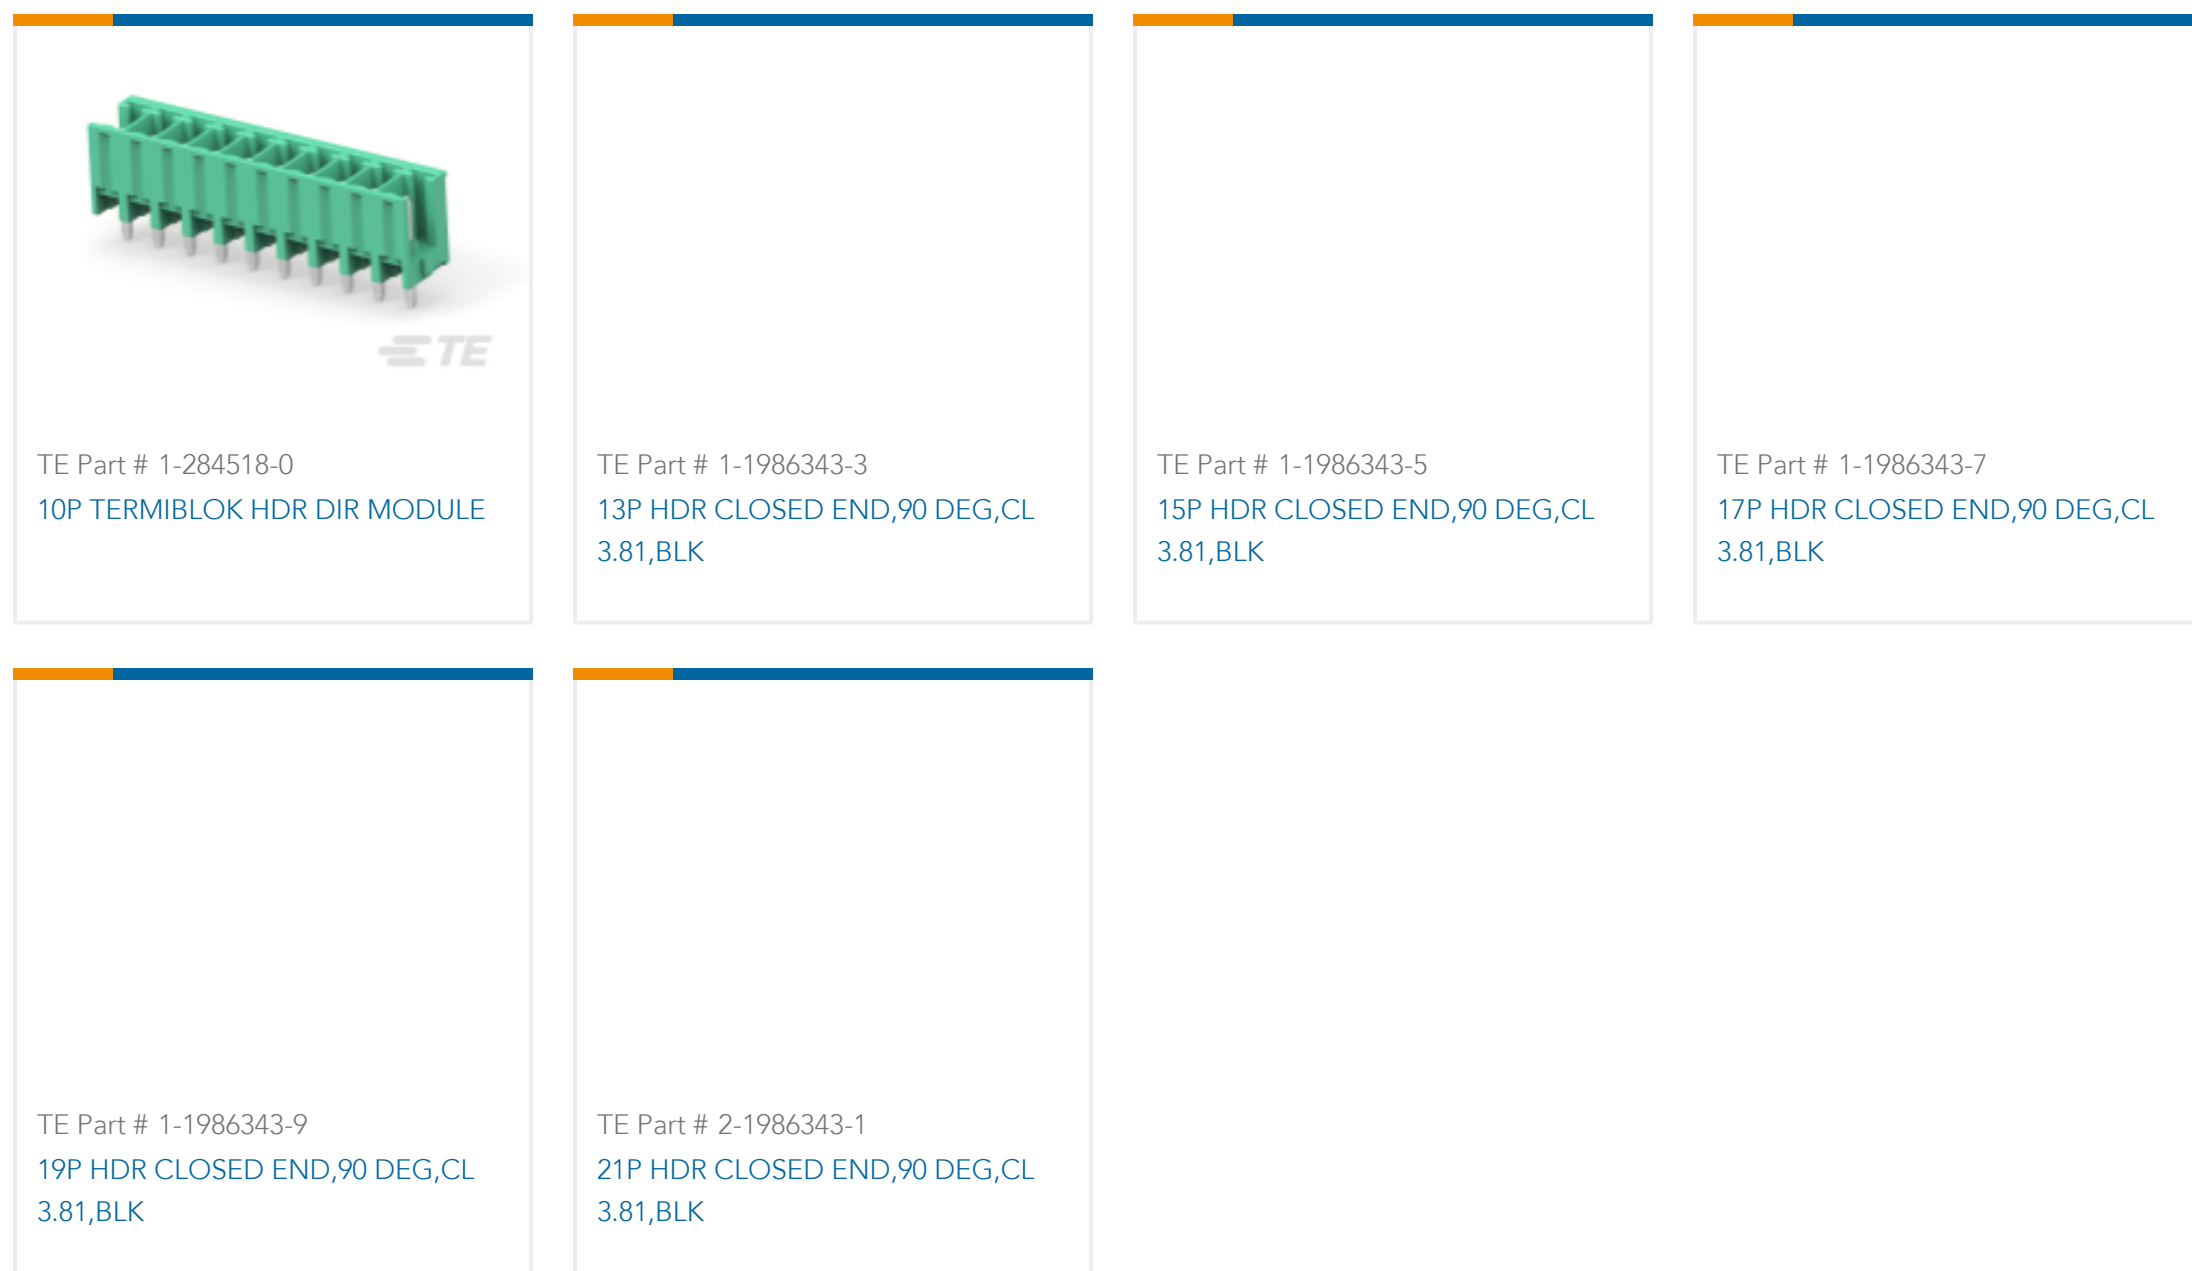 TE
TE Part # 1-284518-0
10P TERMIBLOK HDR DIR MODULE
TE Part # 1-1986343-3
13P HDR CLOSED END,90 DEG,CL
3.81,BLK
TE Part # 1-1986343-5
15P HDR CLOSED END,90 DEG,CL
3.81,BLK
TE Part # 1-1986343-7
17P HDR CLOSED END,90 DEG,CL
3.81,BLK
TE Part # 1-1986343-9
19P HDR CLOSED END,90 DEG,CL
3.81,BLK
TE Part # 2-1986343-1
21P HDR CLOSED END,90 DEG,CL
3.81,BLK